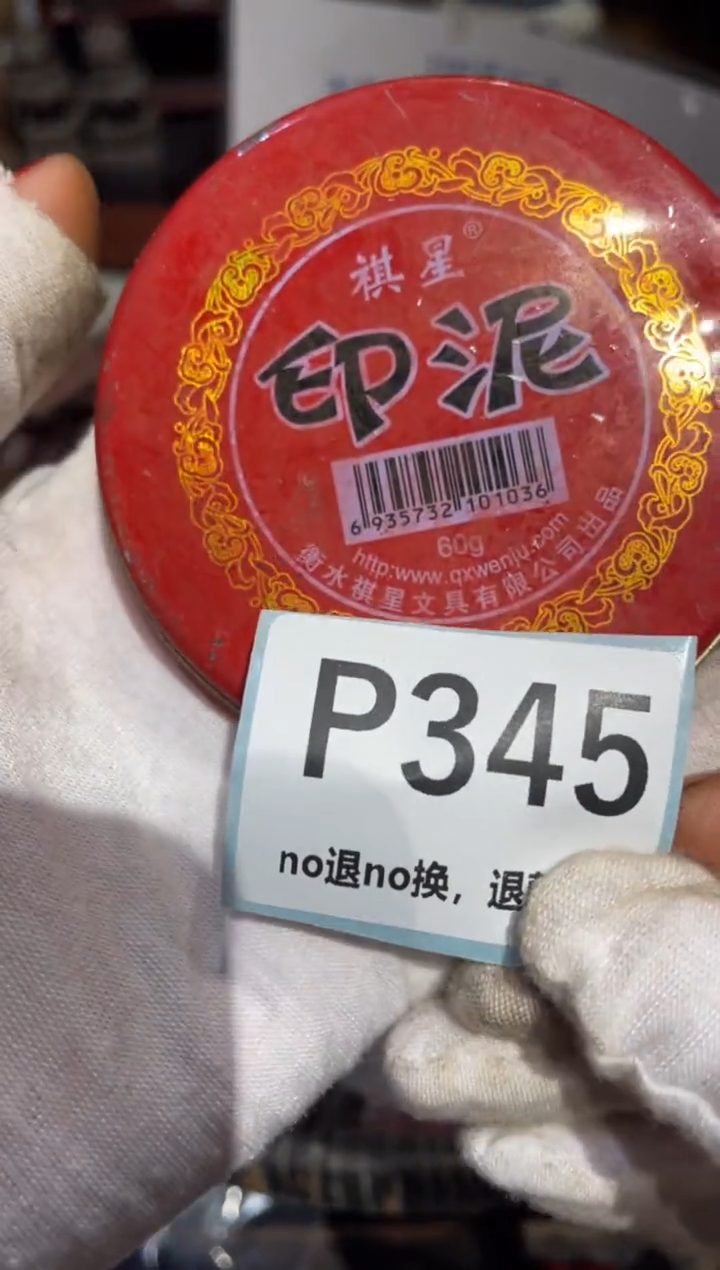 祺星®
印泥
6 935732 101036
60g
http:www.qxwenju.com
衡水祺星文具有限公司出品
P345
no退no换，退